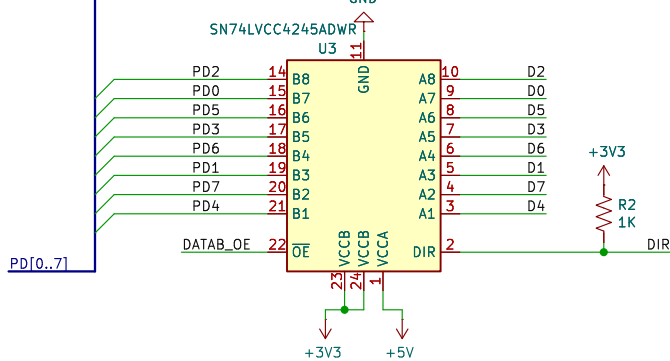 GND
SN74LVCC4245ADWR
U3
11
GND
PD2 14 B8 A8 10 D2
PD0 15 B7 A7 9 D0
PD5 16 B6 A6 8 D5
PD3 17 B5 A5 7 D3
PD6 18 B4 A4 6 D6
PD1 19 B3 A3 5 D1
PD7 20 B2 A2 4 D7
PD4 21 B1 A1 3 D4
+3V3
R2
1K
DATAB_OE 22 OE VCCB VCCB VCCA DIR 2 DIR
PD[0..7]
23 24 1
+3V3 +5V